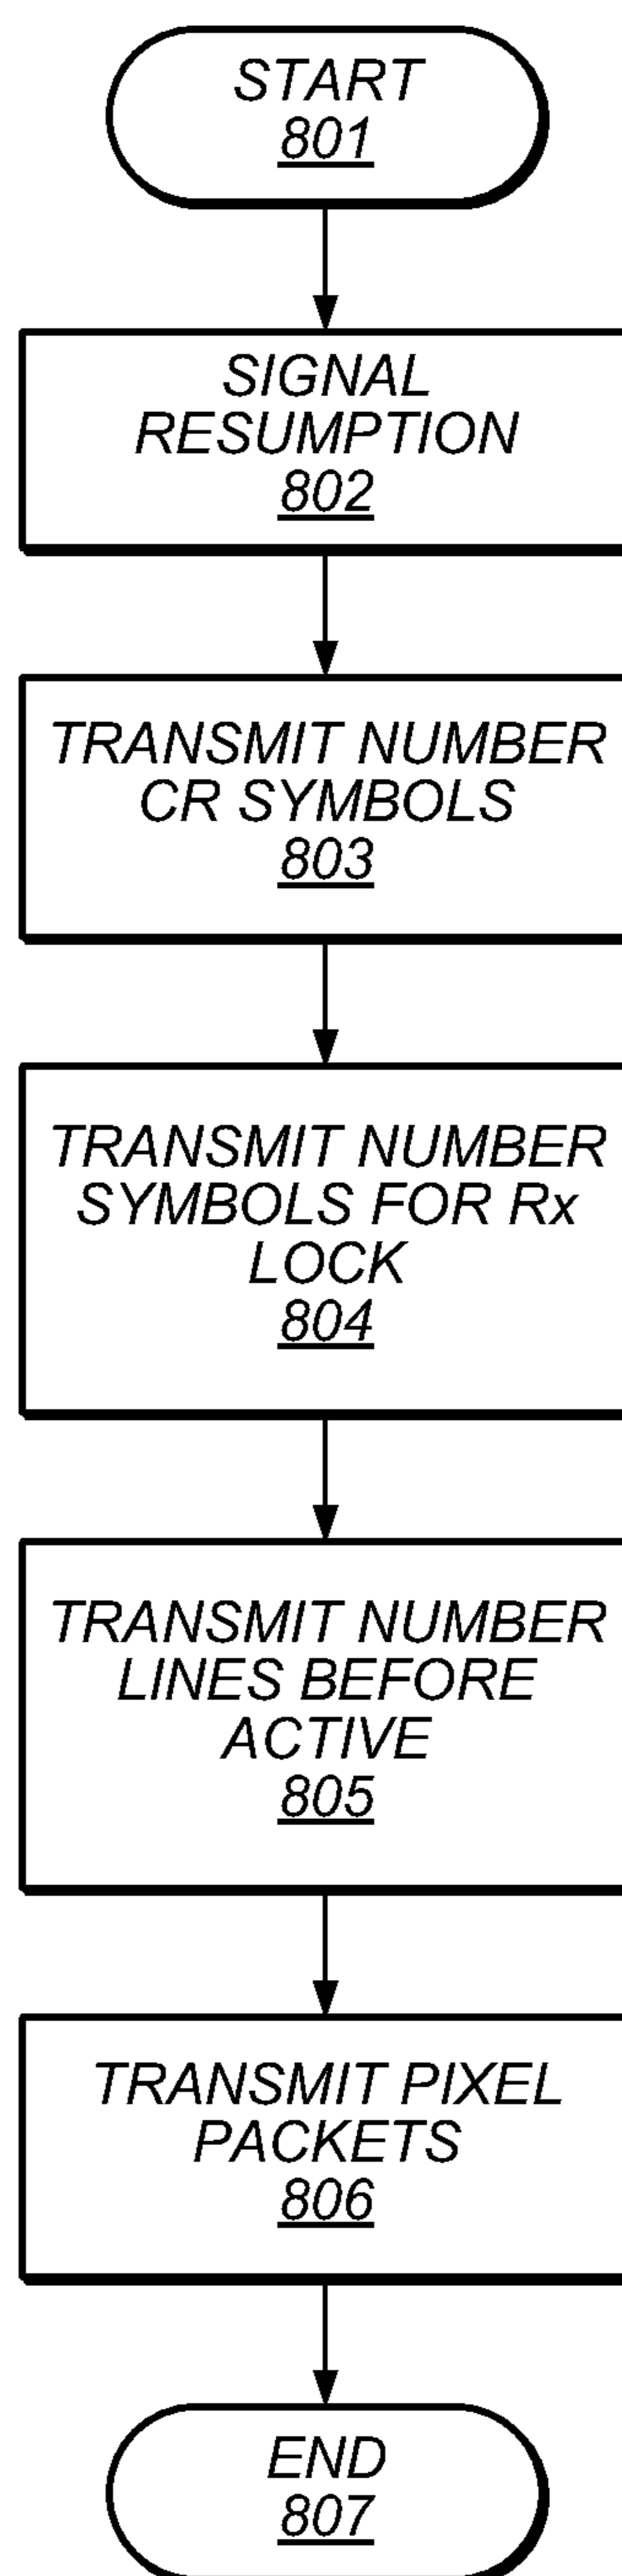 START
801
SIGNAL
RESUMPTION
802
TRANSMIT NUMBER
CR SYMBOLS
803
TRANSMIT NUMBER
SYMBOLS FOR Rx
LOCK
804
TRANSMIT NUMBER
LINES BEFORE
ACTIVE
805
TRANSMIT PIXEL
PACKETS
806
END
807